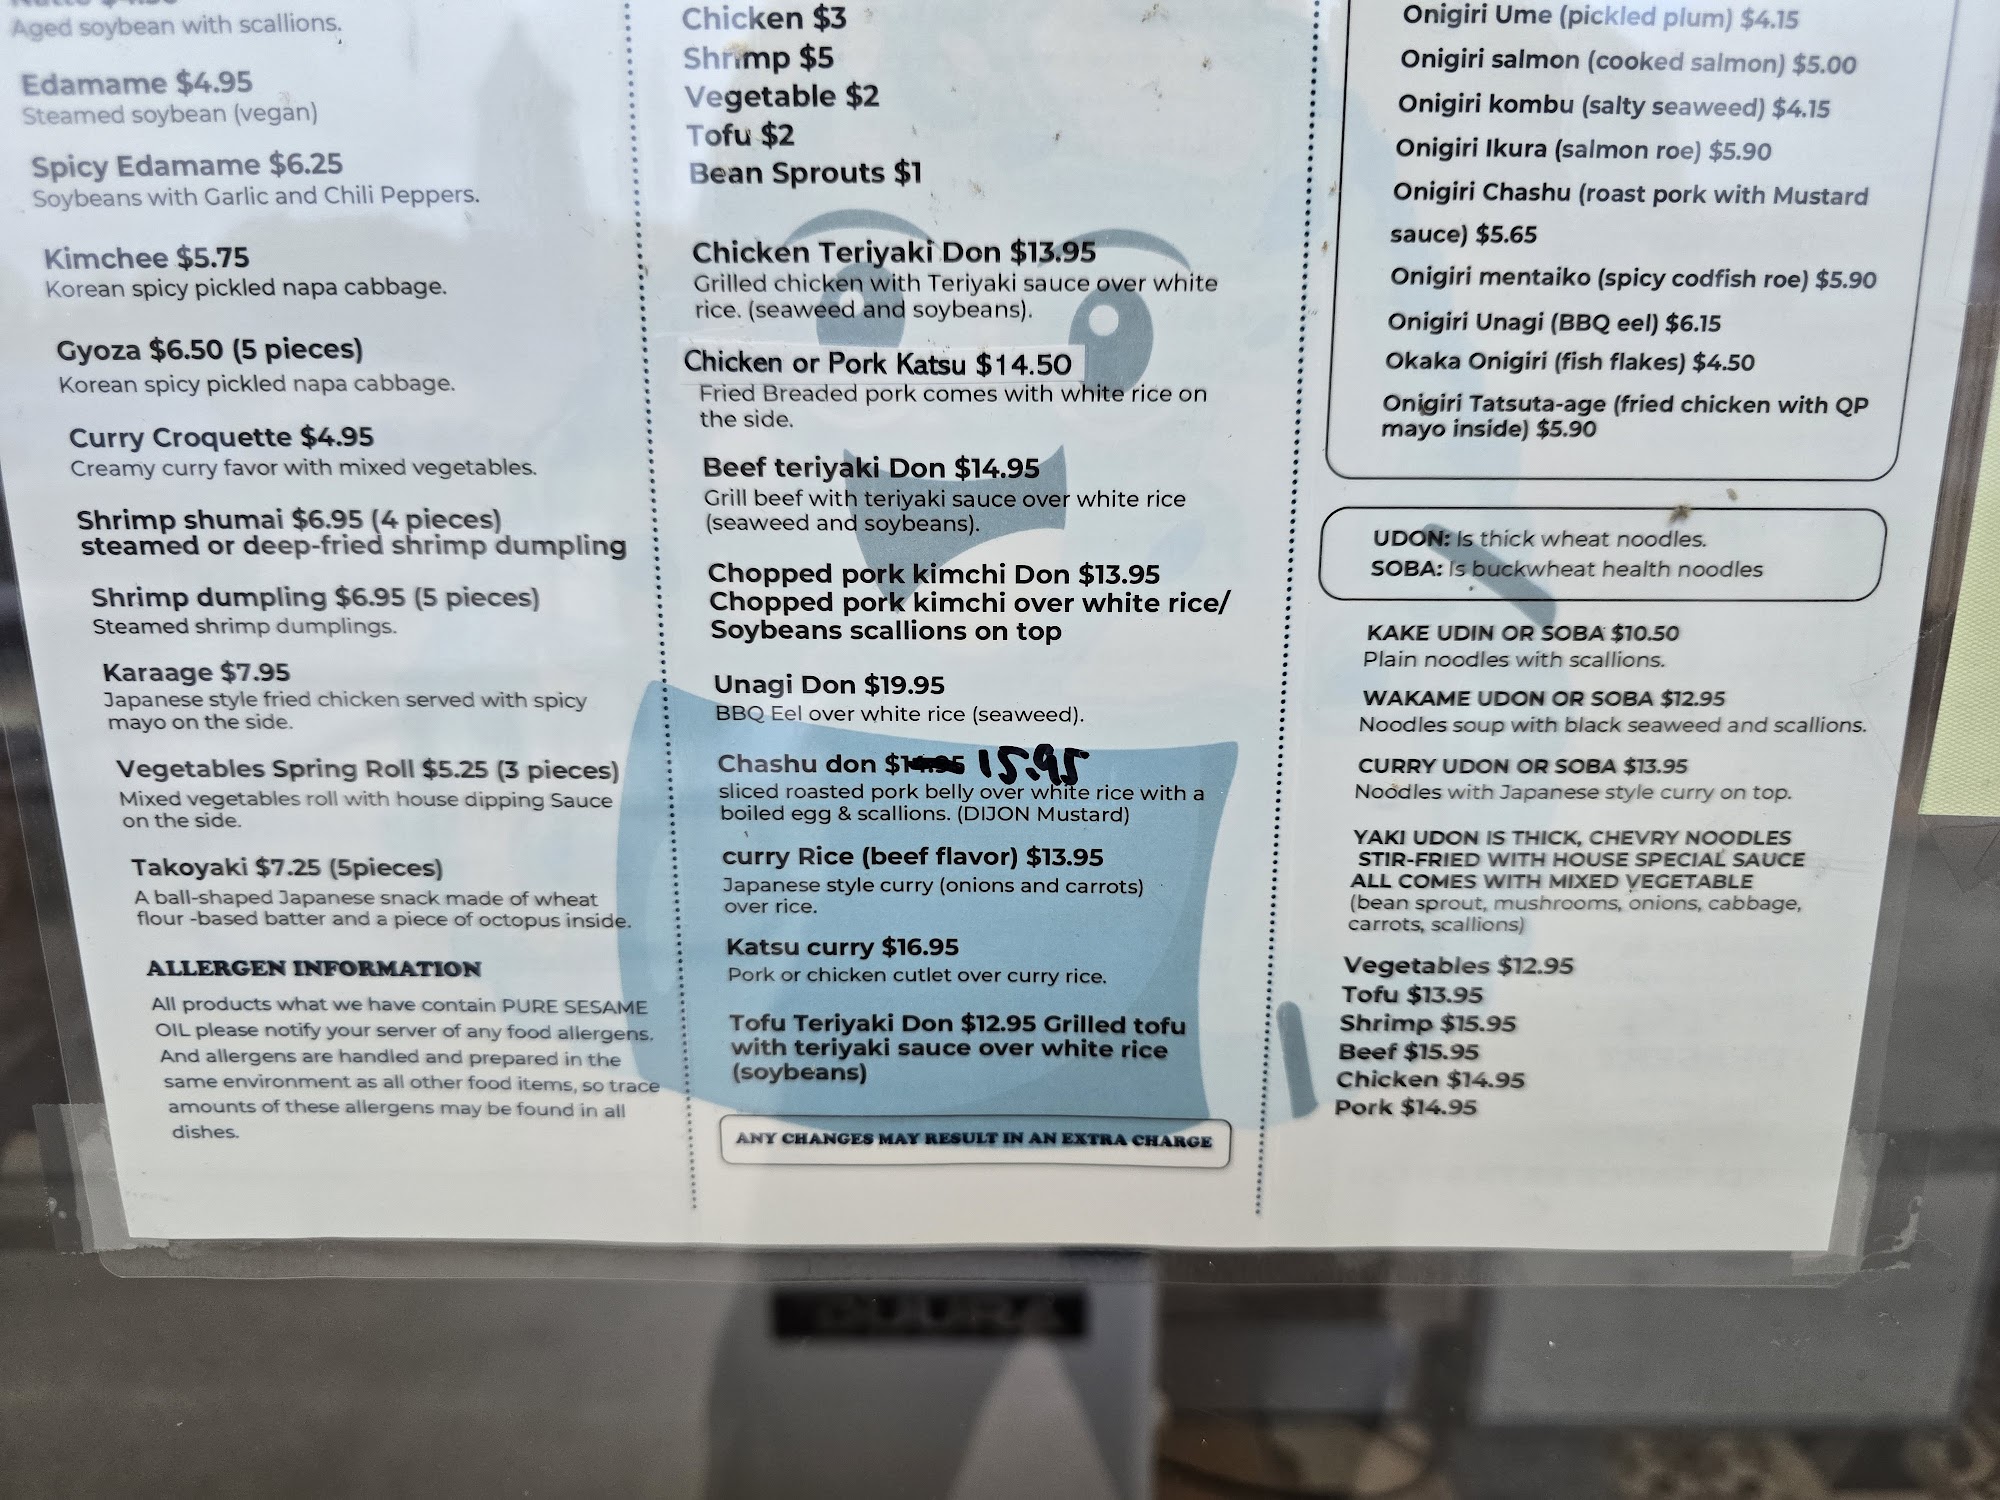 Aged soybean with scallions.
Edamame $4.95
Steamed soybean (vegan)
Spicy Edamame $6.25
Soybeans with Garlic and Chili Peppers.
Kimchee $5.75
Korean spicy pickled napa cabbage.
Gyoza $6.50 (5 pieces)
Korean spicy pickled napa cabbage.
Curry Croquette $4.95
Creamy curry favor with mixed vegetables.
Shrimp shumai $6.95 (4 pieces)
steamed or deep-fried shrimp dumpling
Shrimp dumpling $6.95 (5 pieces)
Steamed shrimp dumplings.
Karaage $7.95
Japanese style fried chicken served with spicy
mayo on the side.
Vegetables Spring Roll $5.25 (3 pieces)
Mixed vegetables roll with house dipping Sauce
on the side.
Takoyaki $7.25 (5pieces)
A ball-shaped Japanese snack made of wheat
flour -based batter and a piece of octopus inside.
ALLERGEN INFORMATION
All products what we have contain PURE SESAME
OIL please notify your server of any food allergens.
And allergens are handled and prepared in the
same environment as all other food items, so trace
amounts of these allergens may be found in all
dishes.
Chicken $3
Shrimp $5
Vegetable $2
Tofu $2
Bean Sprouts $1
Chicken Teriyaki Don $13.95
Grilled chicken with Teriyaki sauce over white
rice. (seaweed and soybeans).
Chicken or Pork Katsu $14.50
Fried Breaded pork comes with white rice on
the side.
Beef teriyaki Don $14.95
Grill beef with teriyaki sauce over white rice
(seaweed and soybeans).
Chopped pork kimchi Don $13.95
Chopped pork kimchi over white rice/
Soybeans scallions on top
Unagi Don $19.95
BBQ Eel over white rice (seaweed).
Chashu don $14.95 15.95
sliced roasted pork belly over white rice with a
boiled egg & scallions. (DIJON Mustard)
curry Rice (beef flavor) $13.95
Japanese style curry (onions and carrots)
over rice.
Katsu curry $16.95
Pork or chicken cutlet over curry rice.
Tofu Teriyaki Don $12.95 Grilled tofu
with teriyaki sauce over white rice
(soybeans)
ANY CHANGES MAY RESULT IN AN EXTRA CHARGE
Onigiri Ume (pickled plum) $4.15
Onigiri salmon (cooked salmon) $5.00
Onigiri kombu (salty seaweed) $4.15
Onigiri Ikura (salmon roe) $5.90
Onigiri Chashu (roast pork with Mustard
sauce) $5.65
Onigiri mentaiko (spicy codfish roe) $5.90
Onigiri Unagi (BBQ eel) $6.15
Okaka Onigiri (fish flakes) $4.50
Onigiri Tatsuta-age (fried chicken with QP
mayo inside) $5.90
UDON: Is thick wheat noodles.
SOBA: Is buckwheat health noodles
KAKE UDIN OR SOBA $10.50
Plain noodles with scallions.
WAKAME UDON OR SOBA $12.95
Noodles soup with black seaweed and scallions.
CURRY UDON OR SOBA $13.95
Noodles with Japanese style curry on top.
YAKI UDON IS THICK, CHEVRY NOODLES
STIR-FRIED WITH HOUSE SPECIAL SAUCE
ALL COMES WITH MIXED VEGETABLE
(bean sprout, mushrooms, onions, cabbage,
carrots, scallions)
Vegetables $12.95
Tofu $13.95
Shrimp $15.95
Beef $15.95
Chicken $14.95
Pork $14.95